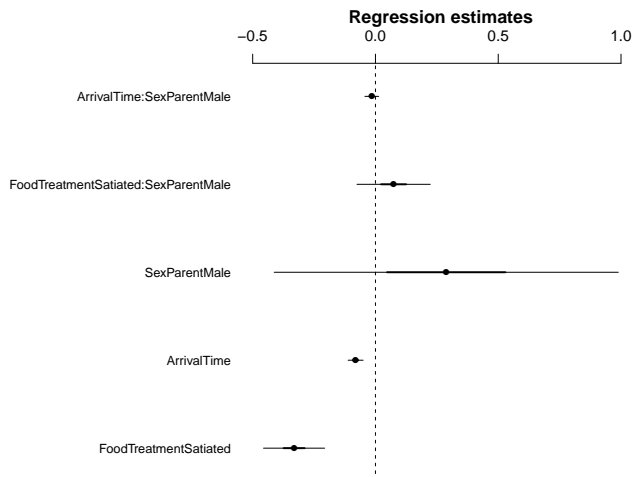 Regression estimates
−0.5 0.0 0.5 1.0
ArrivalTime:SexParentMale
FoodTreatmentSatiated:SexParentMale
SexParentMale
ArrivalTime
FoodTreatmentSatiated